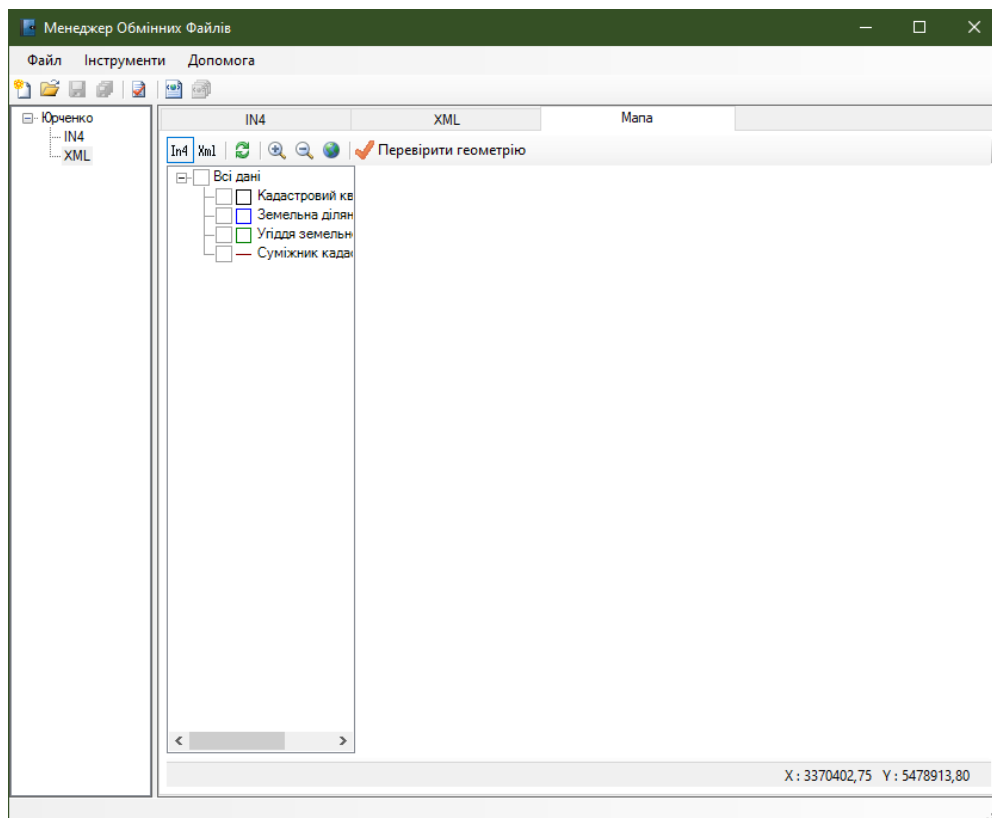 Менеджер Обмінних Файлів
Файл Інструменти Допомога
Юрченко
IN4
XML
IN4 XML Мапа
In4 Xml Перевірити геометрію
Всі дані
Кадастровий кв
Земельна ділян
Угіддя земельн
Суміжник када
X : 3370402,75 Y : 5478913,80